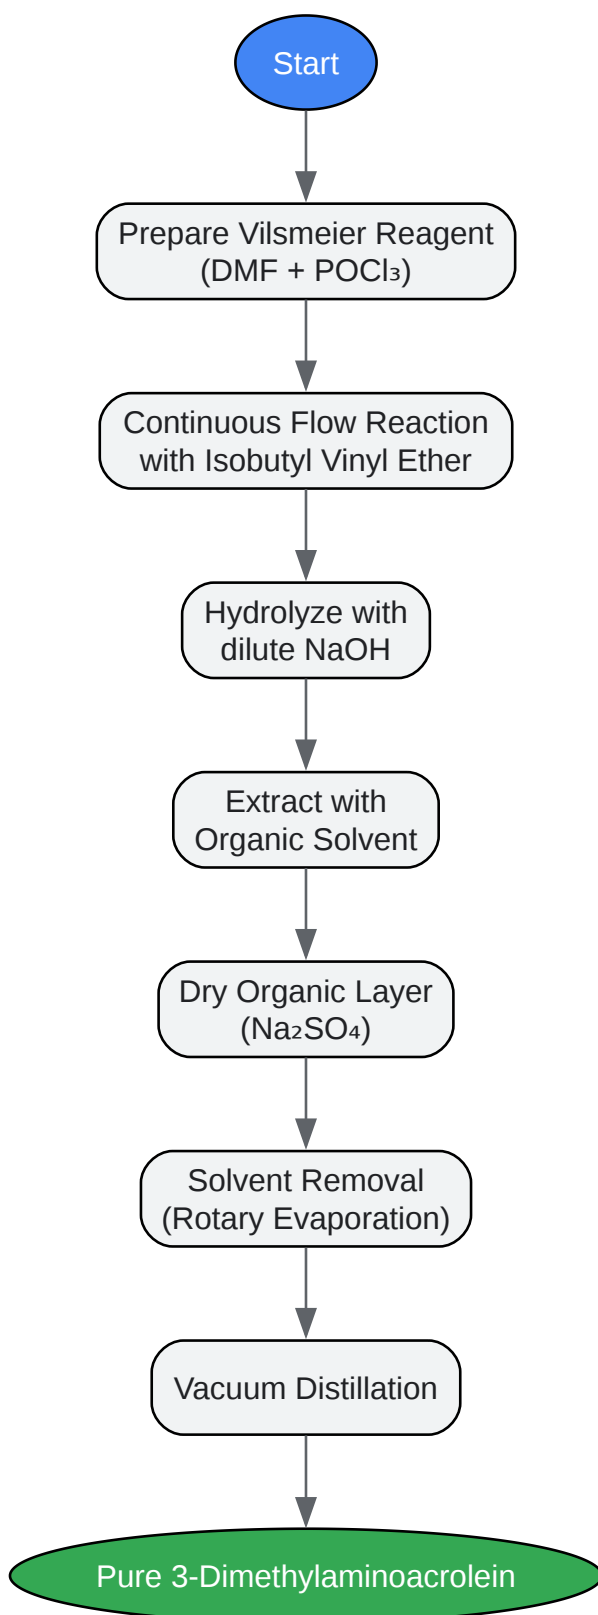 Start
Prepare Vilsmeier Reagent
(DMF + POCl₃)
Continuous Flow Reaction
with Isobutyl Vinyl Ether
Hydrolyze with
dilute NaOH
Extract with
Organic Solvent
Dry Organic Layer
(Na₂SO₄)
Solvent Removal
(Rotary Evaporation)
Vacuum Distillation
Pure 3-Dimethylaminoacrolein